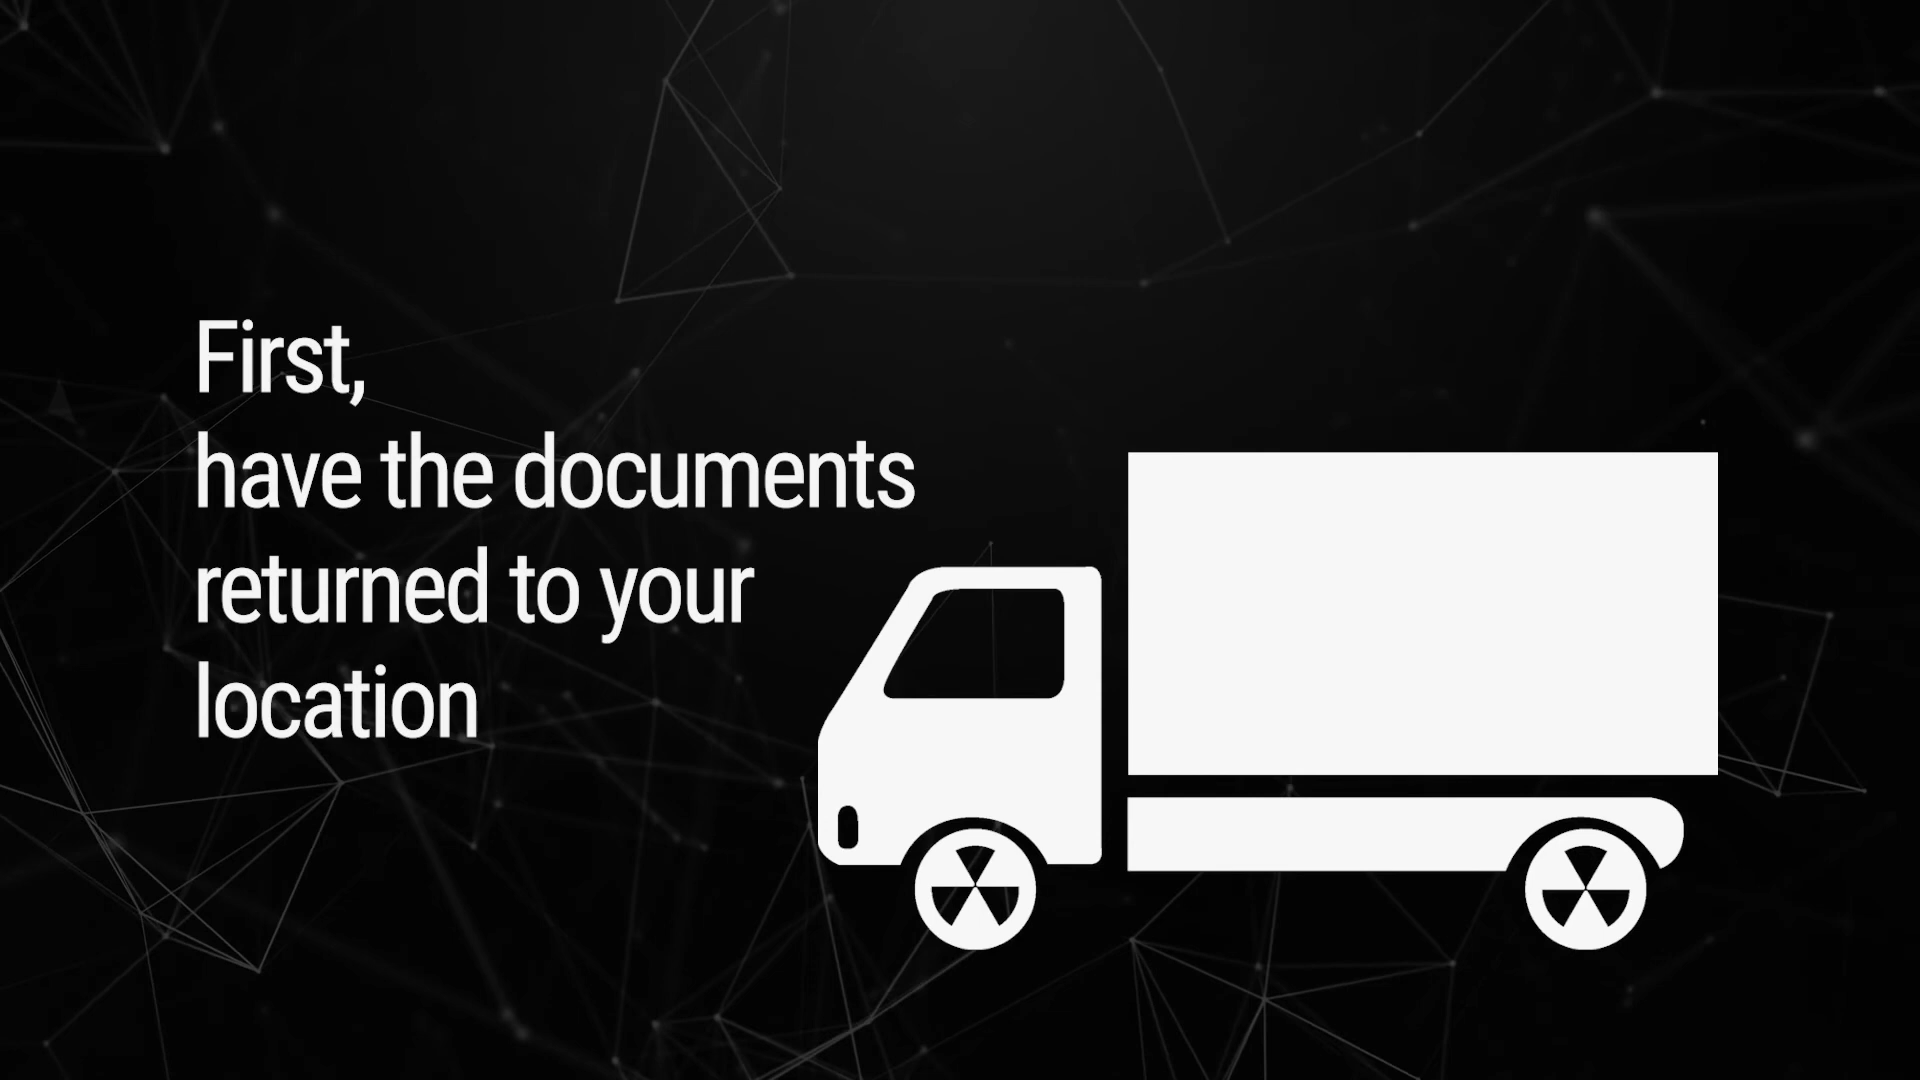 First,
have the documents
returned to your
location